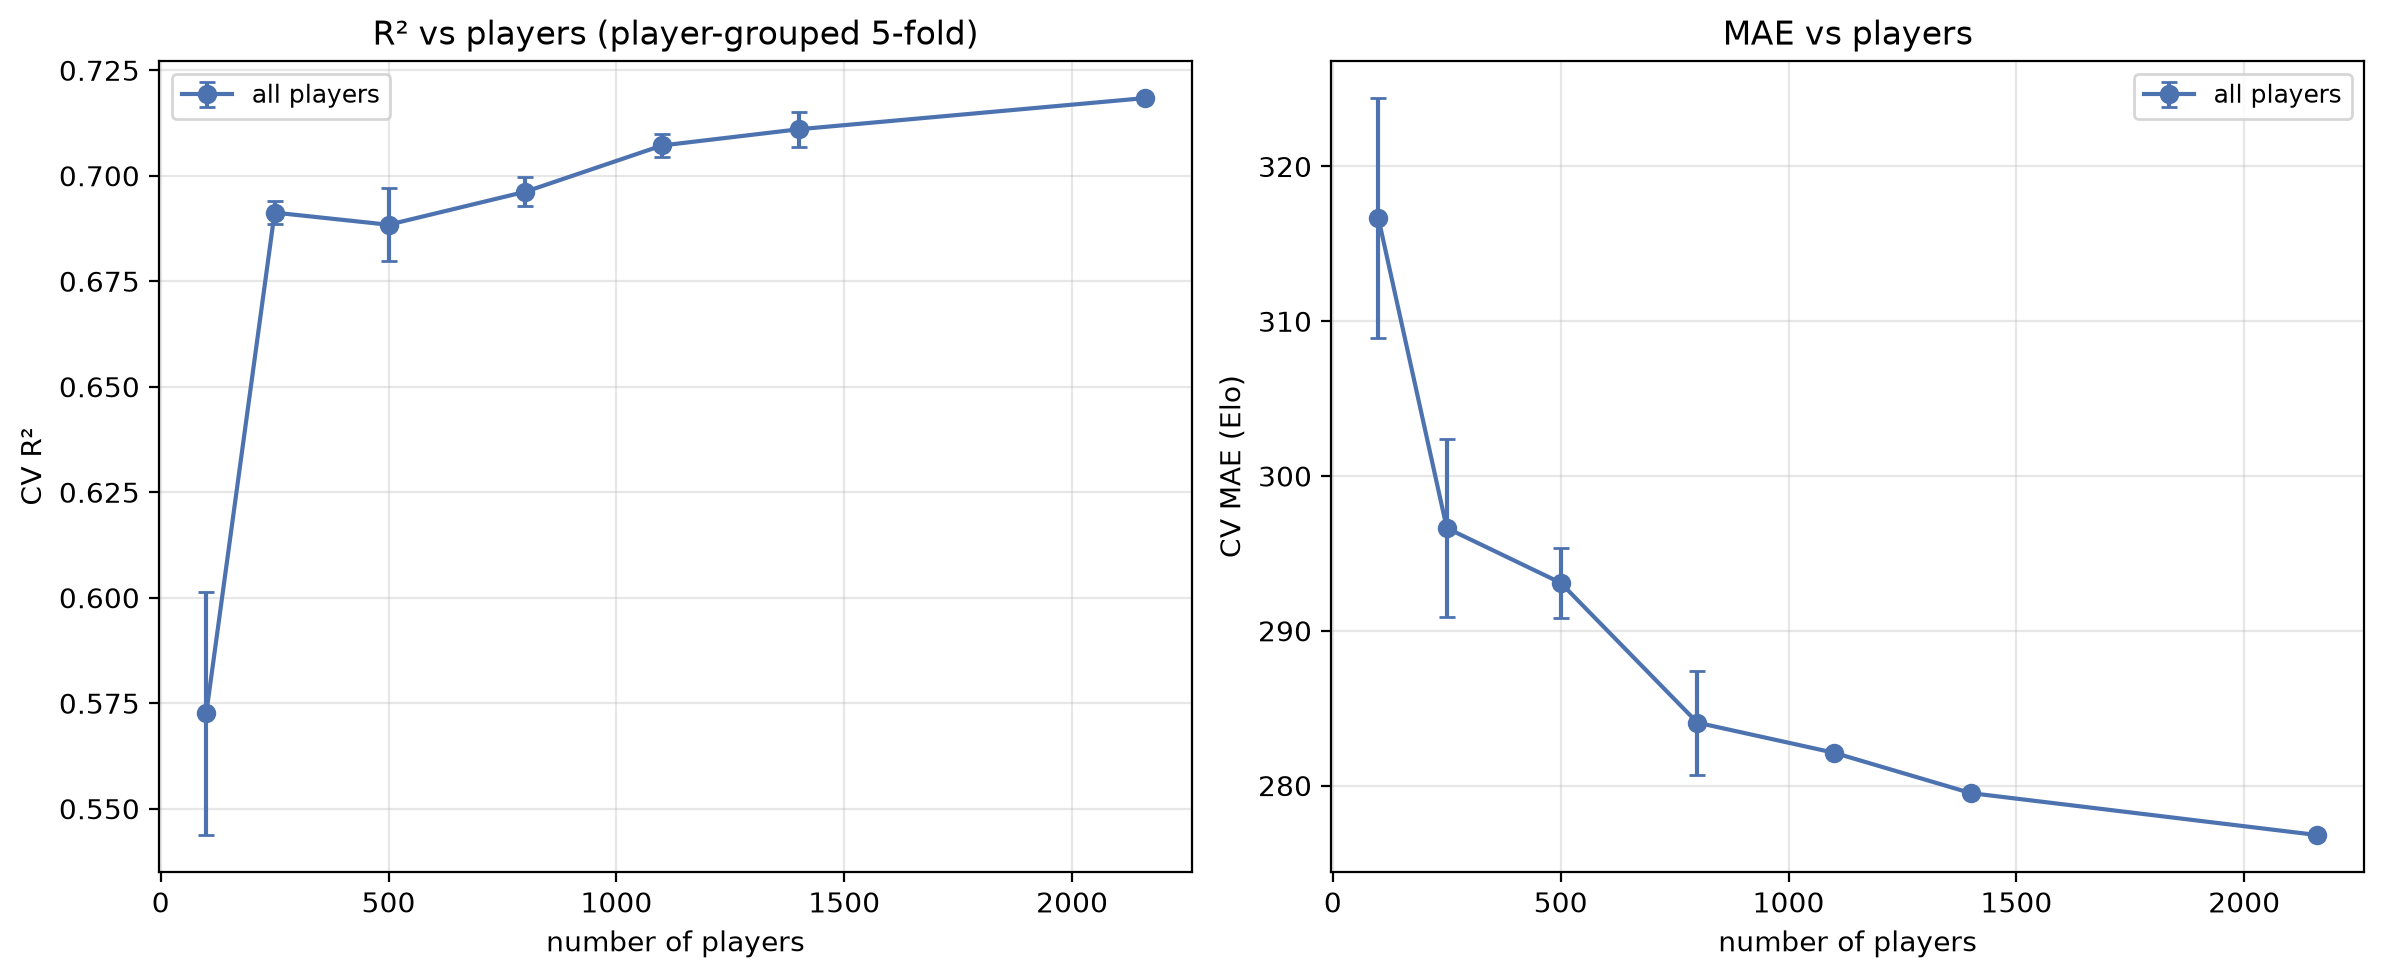 R² vs players (player-grouped 5-fold)
all players
0.725
0.700
0.675
0.650
0.625
0.600
0.575
0.550
CV R²
0 500 1000 1500 2000
number of players
MAE vs players
all players
320
310
300
290
280
CV MAE (Elo)
0 500 1000 1500 2000
number of players